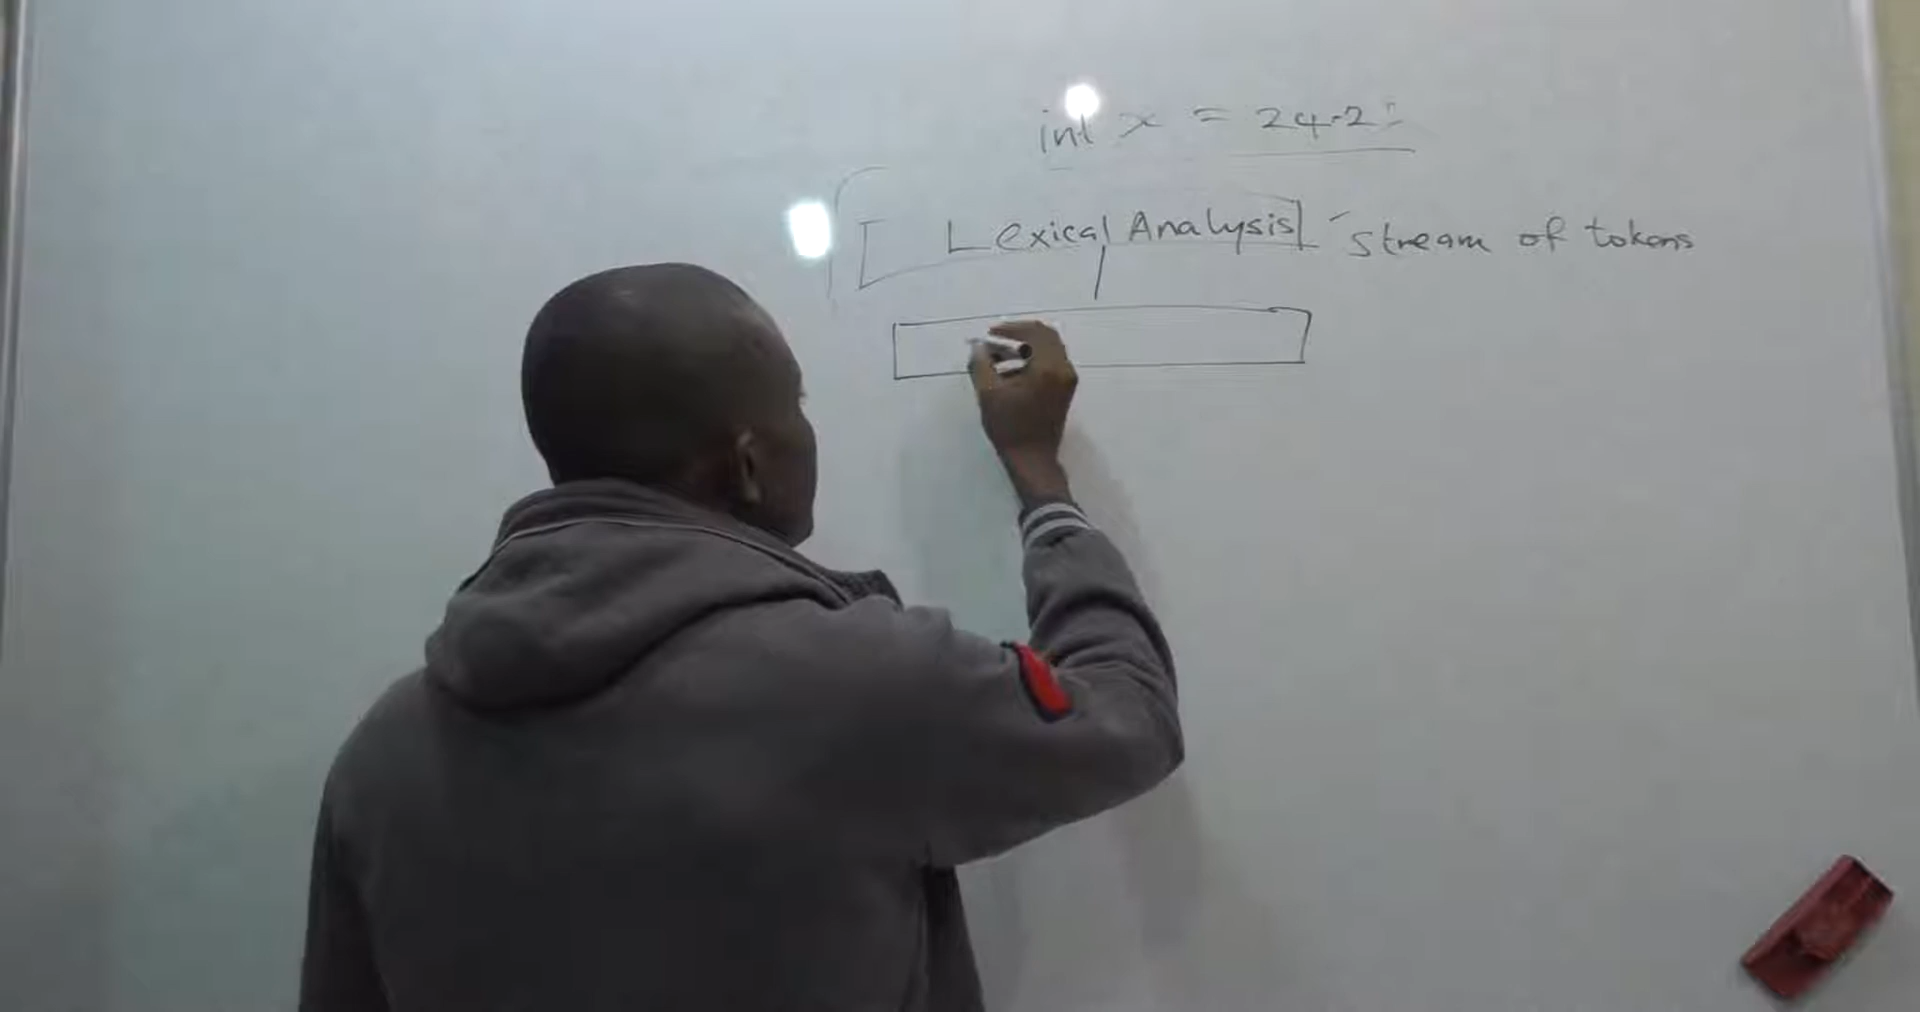 int x = 24.2;
Lexical Analysis stream of tokens